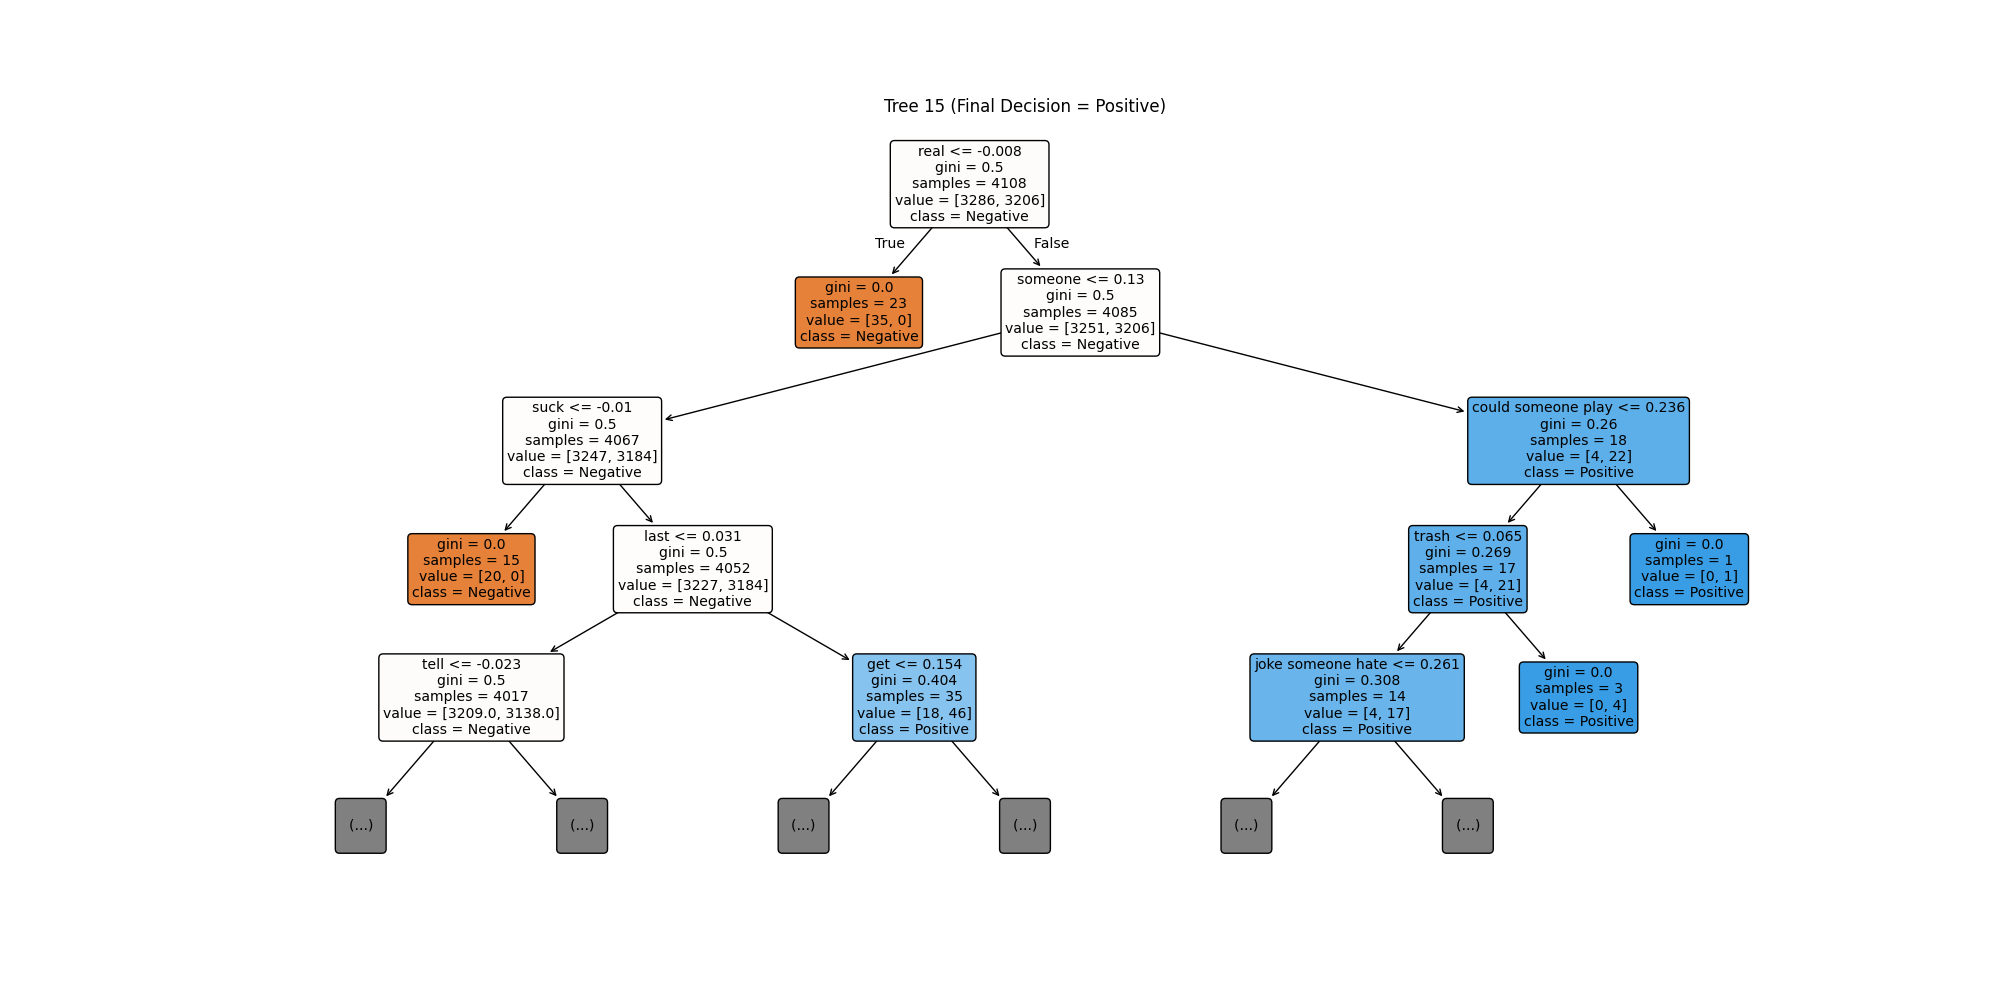 Tree 15 (Final Decision = Positive)
real <= -0.008
gini = 0.5
samples = 4108
value = [3286, 3206]
class = Negative
True
False
gini = 0.0
samples = 23
value = [35, 0]
class = Negative
someone <= 0.13
gini = 0.5
samples = 4085
value = [3251, 3206]
class = Negative
suck <= -0.01
gini = 0.5
samples = 4067
value = [3247, 3184]
class = Negative
could someone play <= 0.236
gini = 0.26
samples = 18
value = [4, 22]
class = Positive
gini = 0.0
samples = 15
value = [20, 0]
class = Negative
last <= 0.031
gini = 0.5
samples = 4052
value = [3227, 3184]
class = Negative
trash <= 0.065
gini = 0.269
samples = 17
value = [4, 21]
class = Positive
gini = 0.0
samples = 1
value = [0, 1]
class = Positive
tell <= -0.023
gini = 0.5
samples = 4017
value = [3209.0, 3138.0]
class = Negative
get <= 0.154
gini = 0.404
samples = 35
value = [18, 46]
class = Positive
joke someone hate <= 0.261
gini = 0.308
samples = 14
value = [4, 17]
class = Positive
gini = 0.0
samples = 3
value = [0, 4]
class = Positive
(...)
(...)
(...)
(...)
(...)
(...)